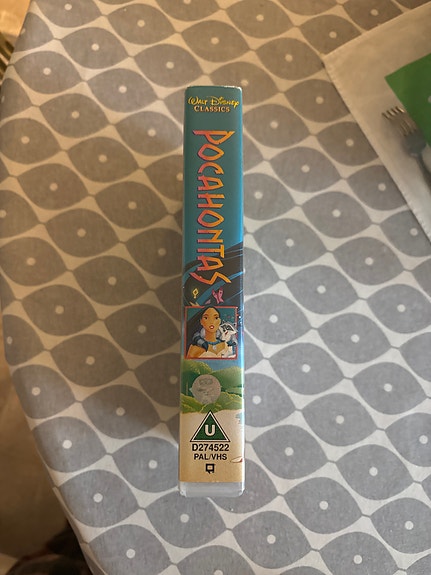 WALT DISNEY
CLASSICS
POCAHONTAS
U
D274522
PAL/VHS